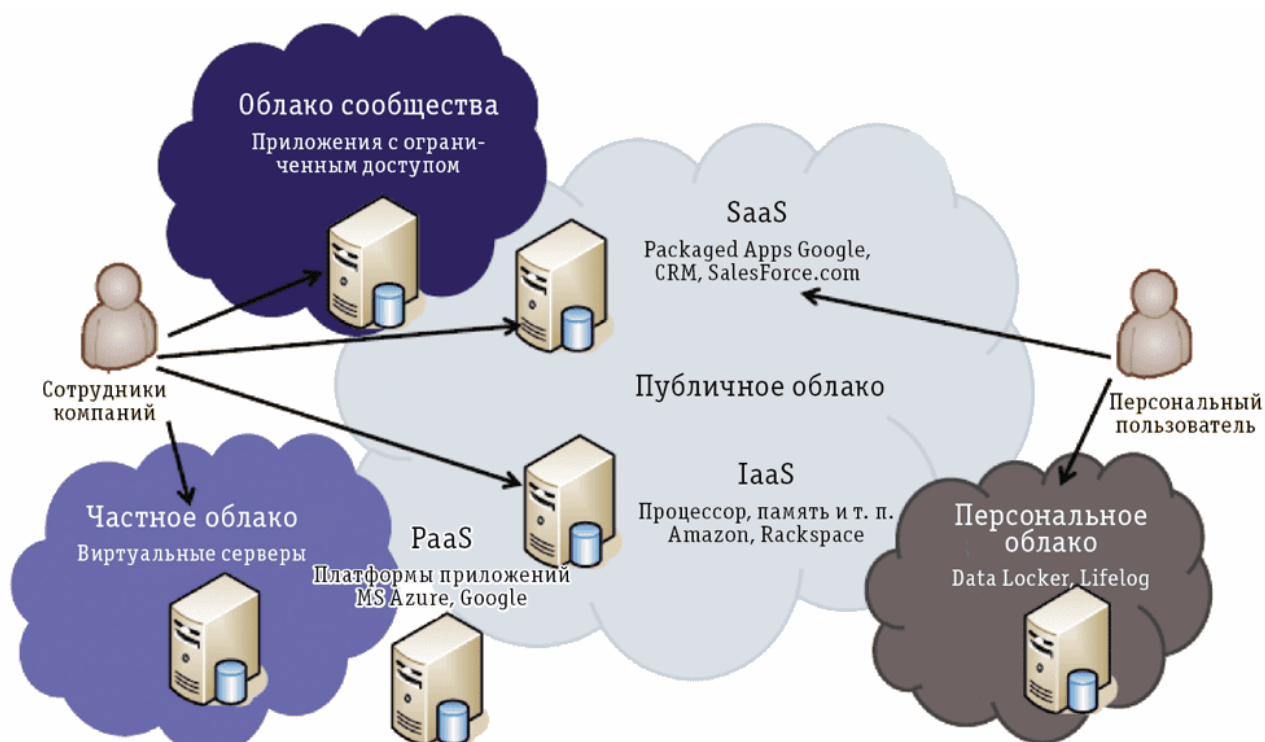 Облако сообщества
Приложения с ограни-
ченным доступом
SaaS
Packaged Apps Google,
CRM, SalesForce.com
Сотрудники
компаний
Публичное облако
Персональный
пользователь
Частное облако
Виртуальные серверы
PaaS
Платформы приложений
MS Azure, Google
IaaS
Процессор, память и т. п.
Amazon, Rackspace
Персональное
облако
Data Locker, Lifelog